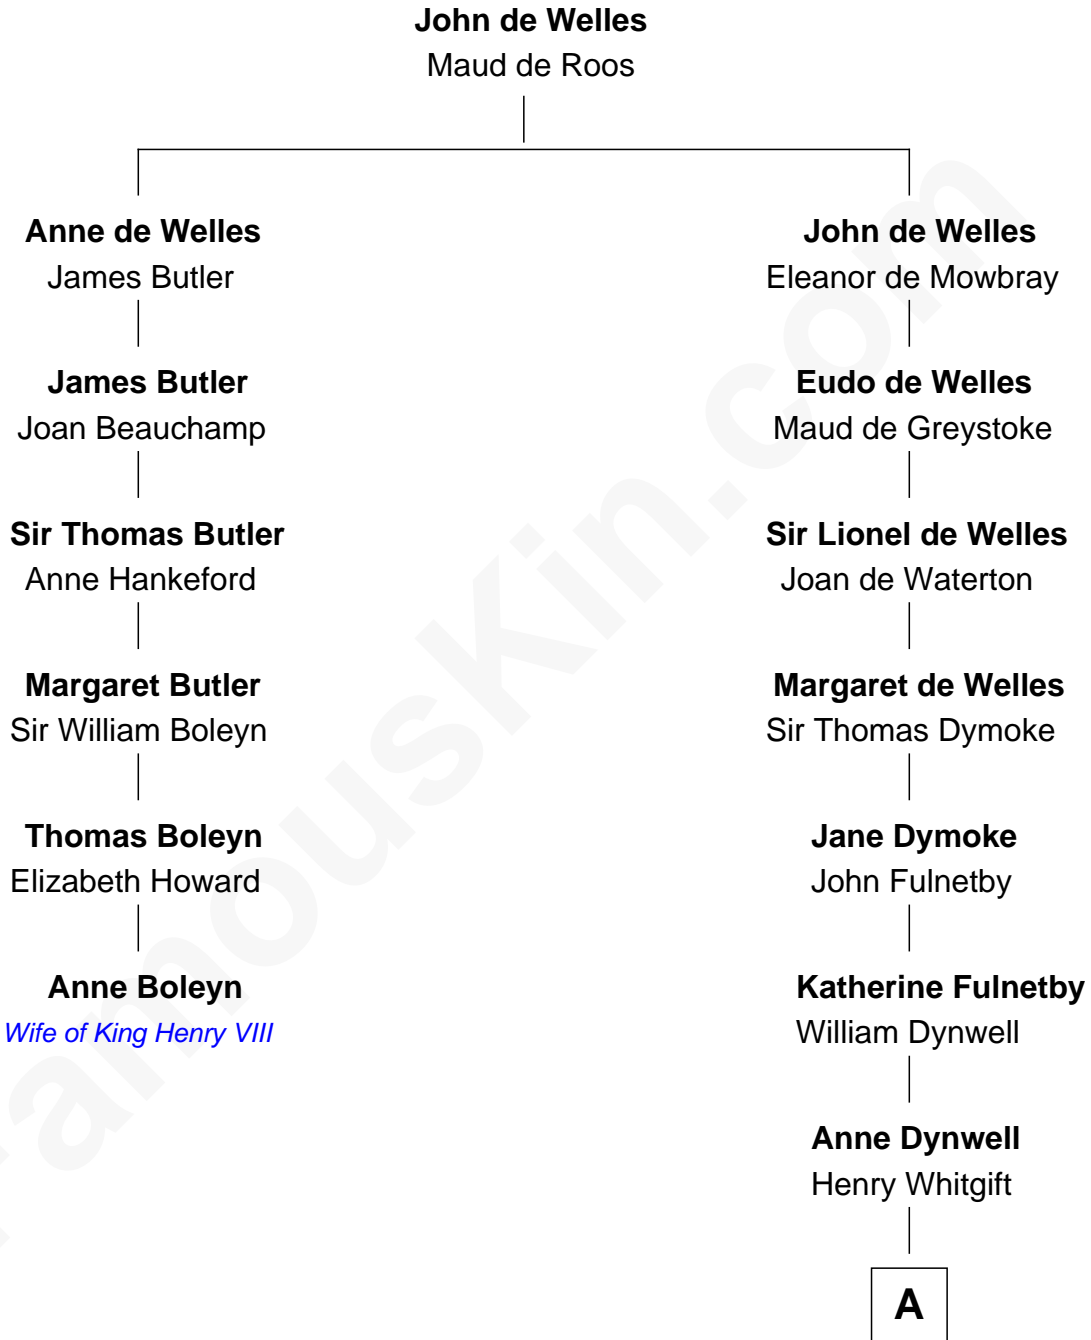 John de Welles
Maud de Roos
Anne de Welles
James Butler
John de Welles
Eleanor de Mowbray
James Butler
Joan Beauchamp
Eudo de Welles
Maud de Greystoke
Sir Thomas Butler
Anne Hankeford
Sir Lionel de Welles
Joan de Waterton
Margaret Butler
Sir William Boleyn
Margaret de Welles
Sir Thomas Dymoke
Thomas Boleyn
Elizabeth Howard
Jane Dymoke
John Fulnetby
Anne Boleyn
Wife of King Henry VIII
Katherine Fulnetby
William Dynwell
Anne Dynwell
Henry Whitgift
A
FamousKin.com